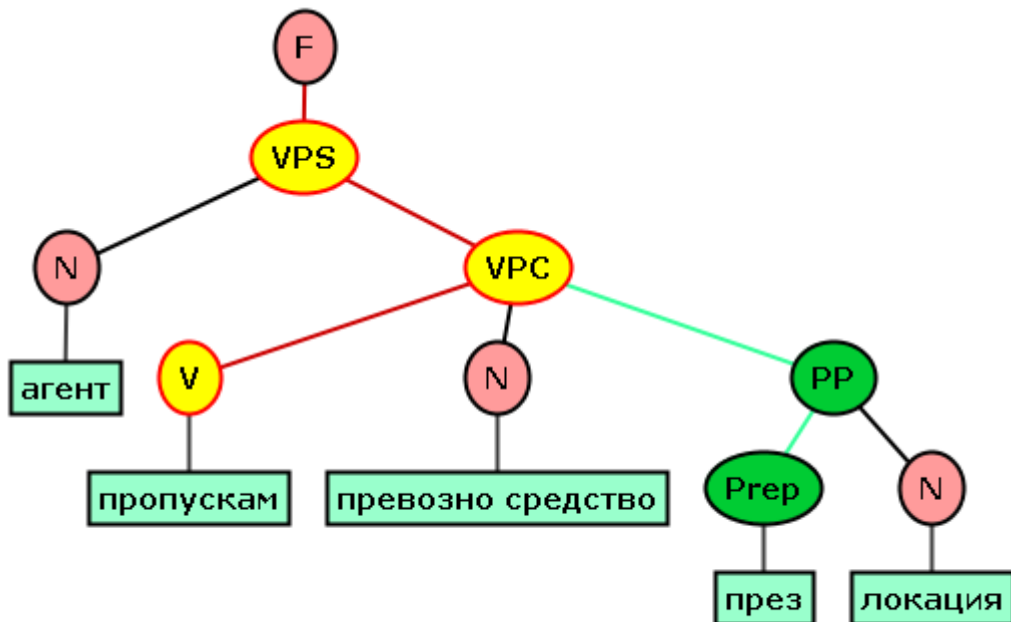 F
VPS
N
VPC
агент
V
N
PP
пропускам
превозно средство
Prep
N
през
локация